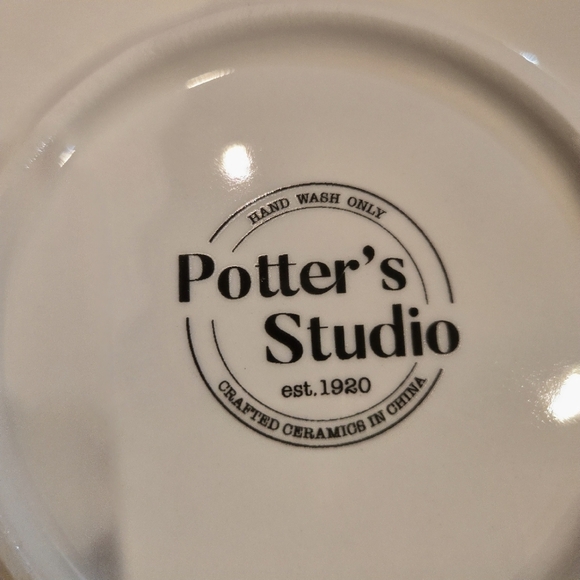 HAND WASH ONLY
Potter's
Studio
est.1920
CRAFTED CERAMICS IN CHINA